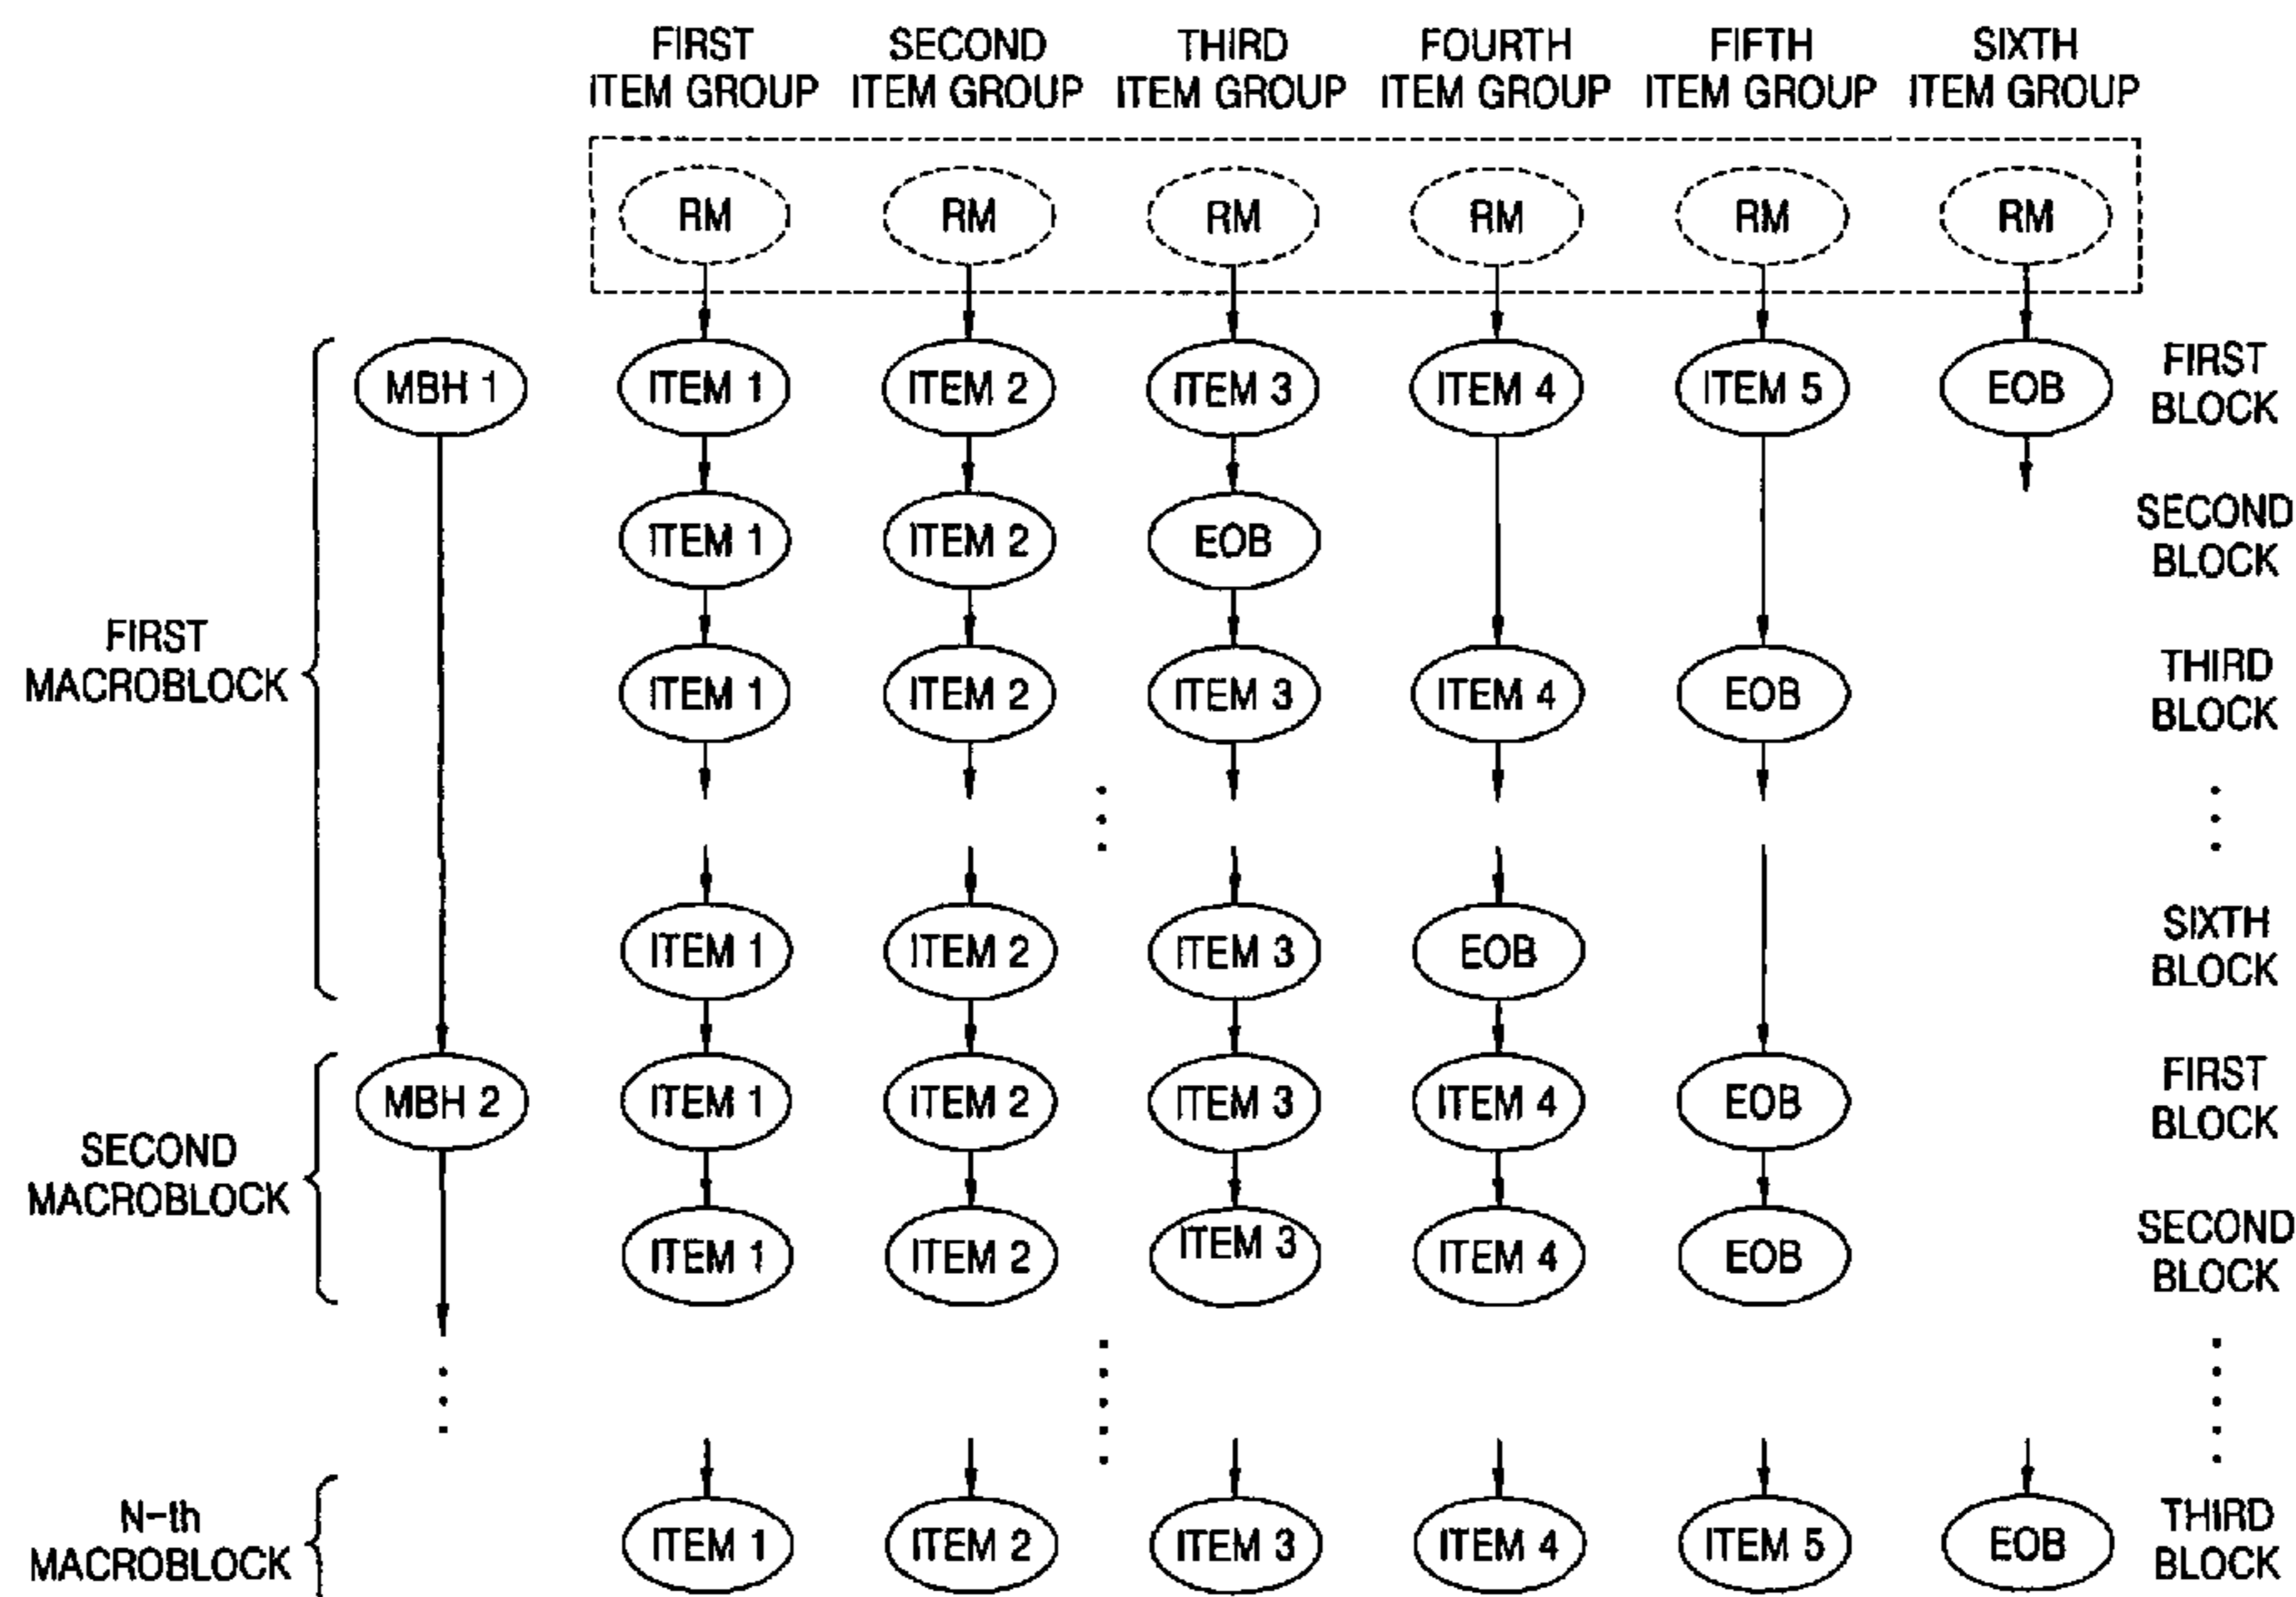 FIRST ITEM GROUP
SECOND ITEM GROUP
THIRD ITEM GROUP
FOURTH ITEM GROUP
FIFTH ITEM GROUP
SIXTH ITEM GROUP
RM RM RM RM RM RM
FIRST MACROBLOCK
MBH 1 ITEM 1 ITEM 2 ITEM 3 ITEM 4 ITEM 5 EOB FIRST BLOCK
ITEM 1 ITEM 2 EOB SECOND BLOCK
ITEM 1 ITEM 2 ITEM 3 ITEM 4 EOB THIRD BLOCK
ITEM 1 ITEM 2 ITEM 3 EOB SIXTH BLOCK
SECOND MACROBLOCK
MBH 2 ITEM 1 ITEM 2 ITEM 3 ITEM 4 EOB FIRST BLOCK
ITEM 1 ITEM 2 ITEM 3 ITEM 4 EOB SECOND BLOCK
N-th MACROBLOCK
ITEM 1 ITEM 2 ITEM 3 ITEM 4 ITEM 5 EOB THIRD BLOCK